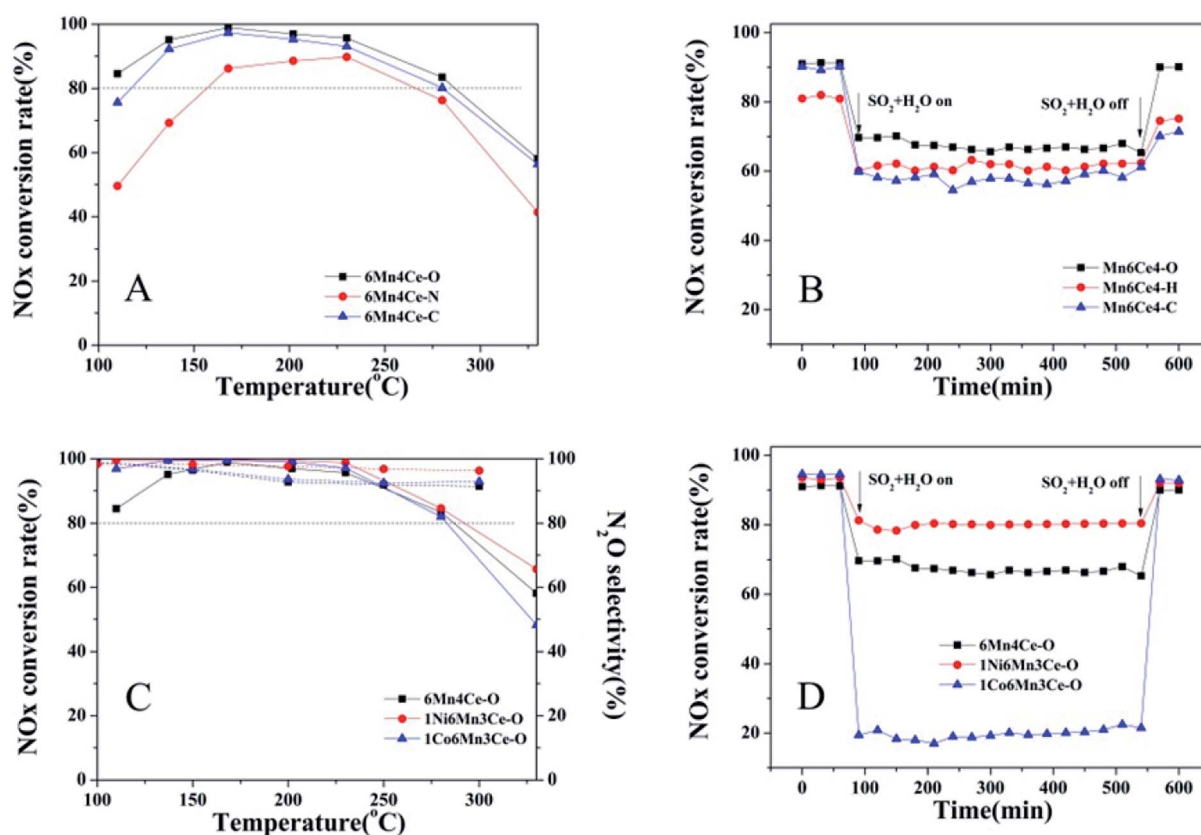 NOx conversion rate(%)
100
80
60
40
20
0
A
6Mn4Ce-O
6Mn4Ce-N
6Mn4Ce-C
100 150 200 250 300
Temperature(°C)
NOx conversion rate(%)
100
80
60
40
20
SO2+H2O on
SO2+H2O off
B
Mn6Ce4-O
Mn6Ce4-H
Mn6Ce4-C
0 100 200 300 400 500 600
Time(min)
NOx conversion rate(%)
100
80
60
40
20
0
C
6Mn4Ce-O
1Ni6Mn3Ce-O
1Co6Mn3Ce-O
100
80
60
40
20
0
N2O selectivity(%)
100 150 200 250 300
Temperature(°C)
NOx conversion rate(%)
100
80
60
40
20
SO2+H2O on
SO2+H2O off
6Mn4Ce-O
1Ni6Mn3Ce-O
1Co6Mn3Ce-O
D
0 100 200 300 400 500 600
Time(min)